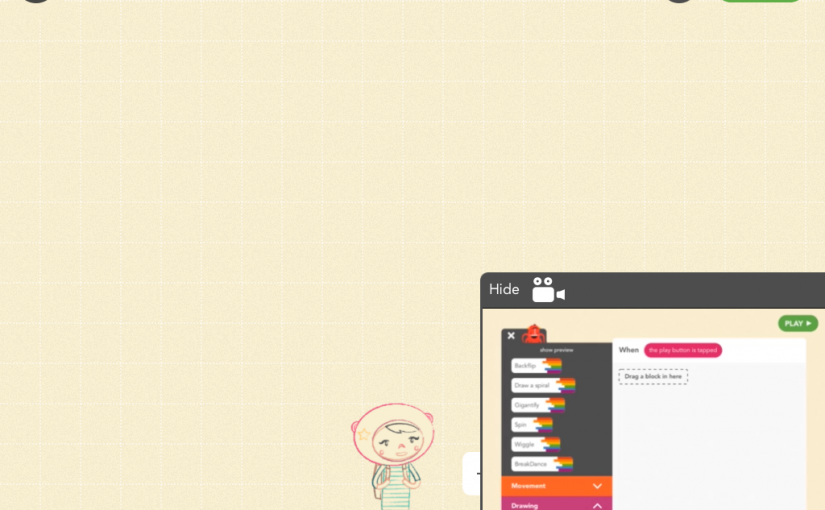 Hide
PLAY
show preview
When the play button is tapped
Backflip
Drag a block in here
Draw a spiral
Gigantify
Spin
Wiggle
BreakDance
Movement
Drawing